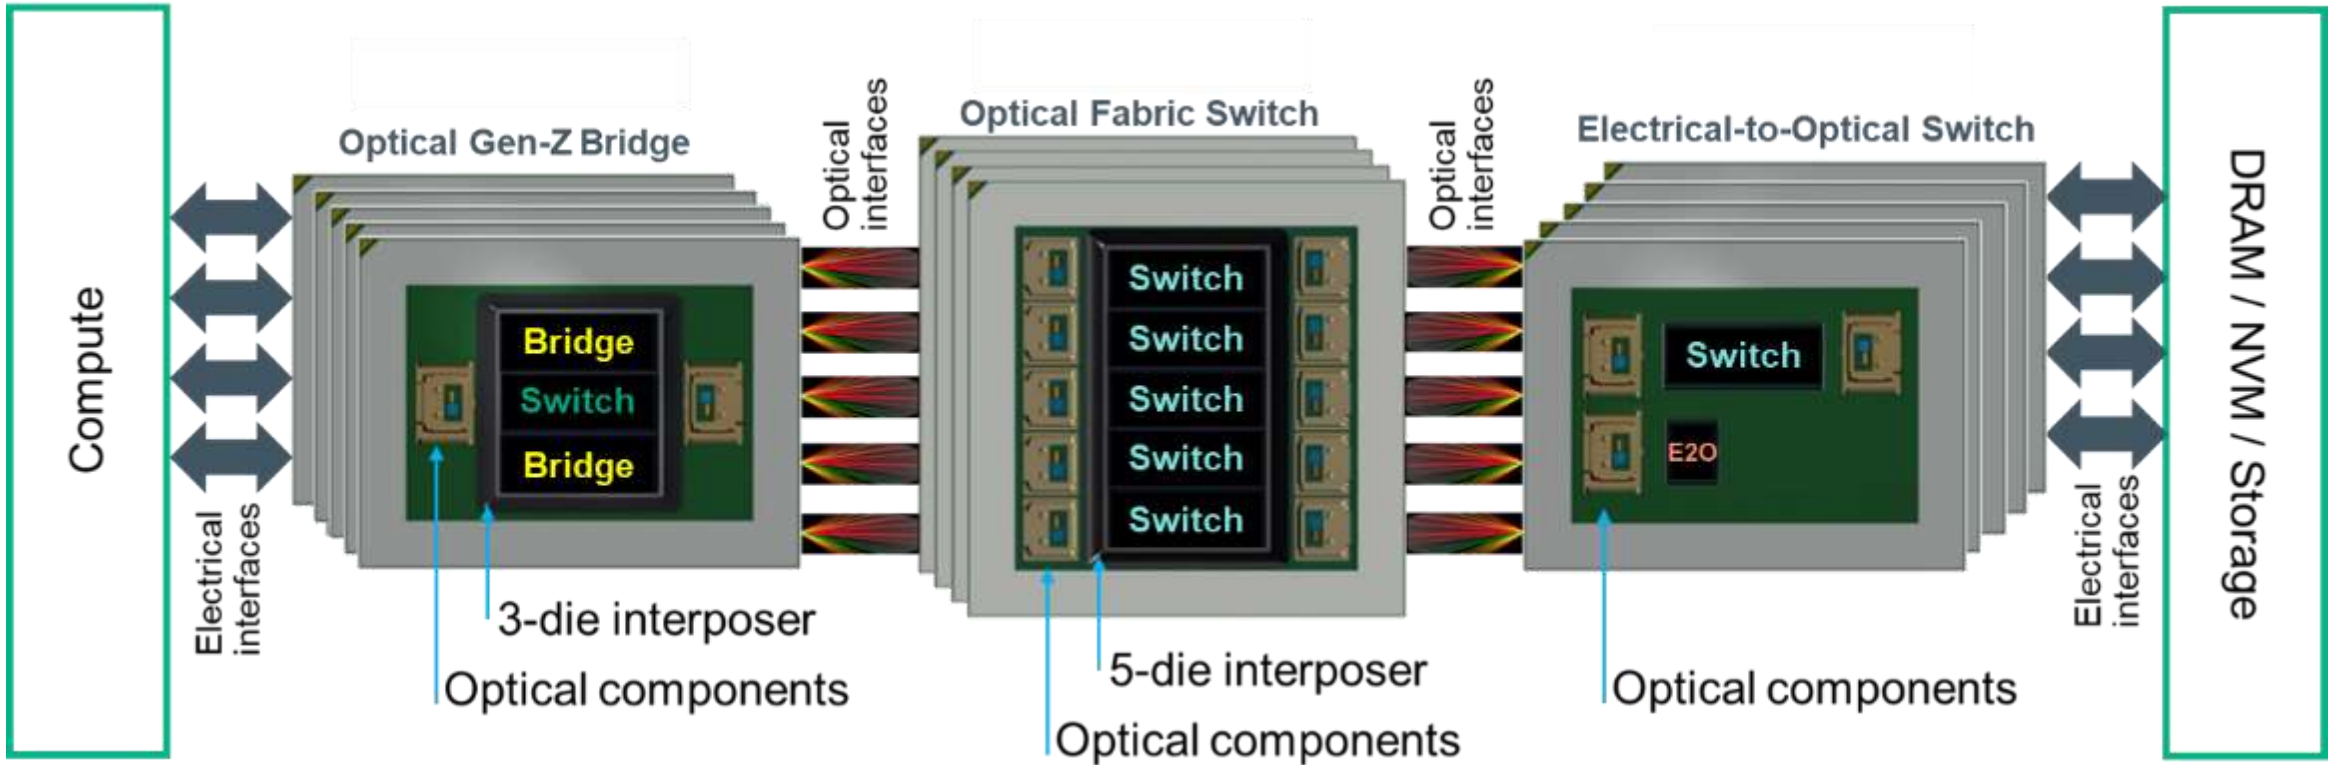 Compute
Electrical
interfaces
Optical Gen-Z Bridge
Bridge
Switch
Bridge
3-die interposer
Optical components
Optical
interfaces
Optical Fabric Switch
Switch
Switch
Switch
Switch
Switch
5-die interposer
Optical components
Optical
interfaces
Electrical-to-Optical Switch
Switch
E2O
Optical components
Electrical
interfaces
DRAM / NVM / Storage